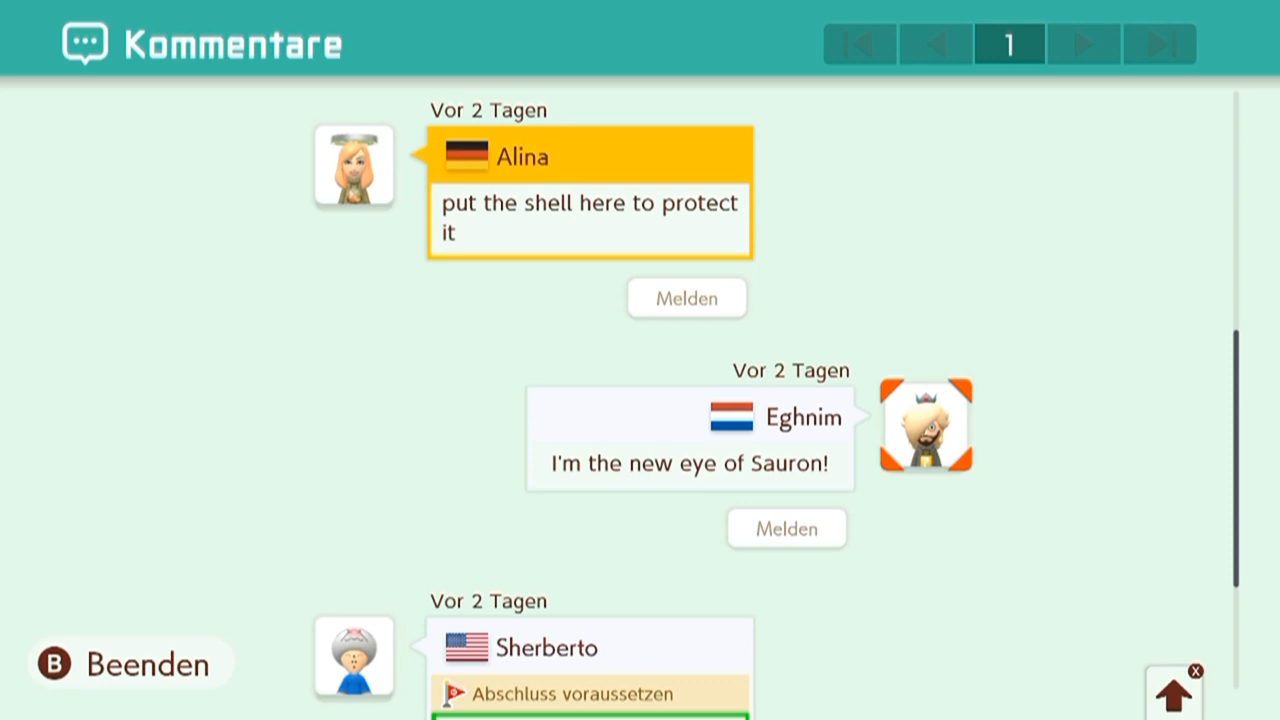 Kommentare
1
Vor 2 Tagen
Alina
put the shell here to protect
it
Melden
Vor 2 Tagen
Eghnim
I'm the new eye of Sauron!
Melden
Vor 2 Tagen
Sherberto
Abschluss voraussetzen
B Beenden
X